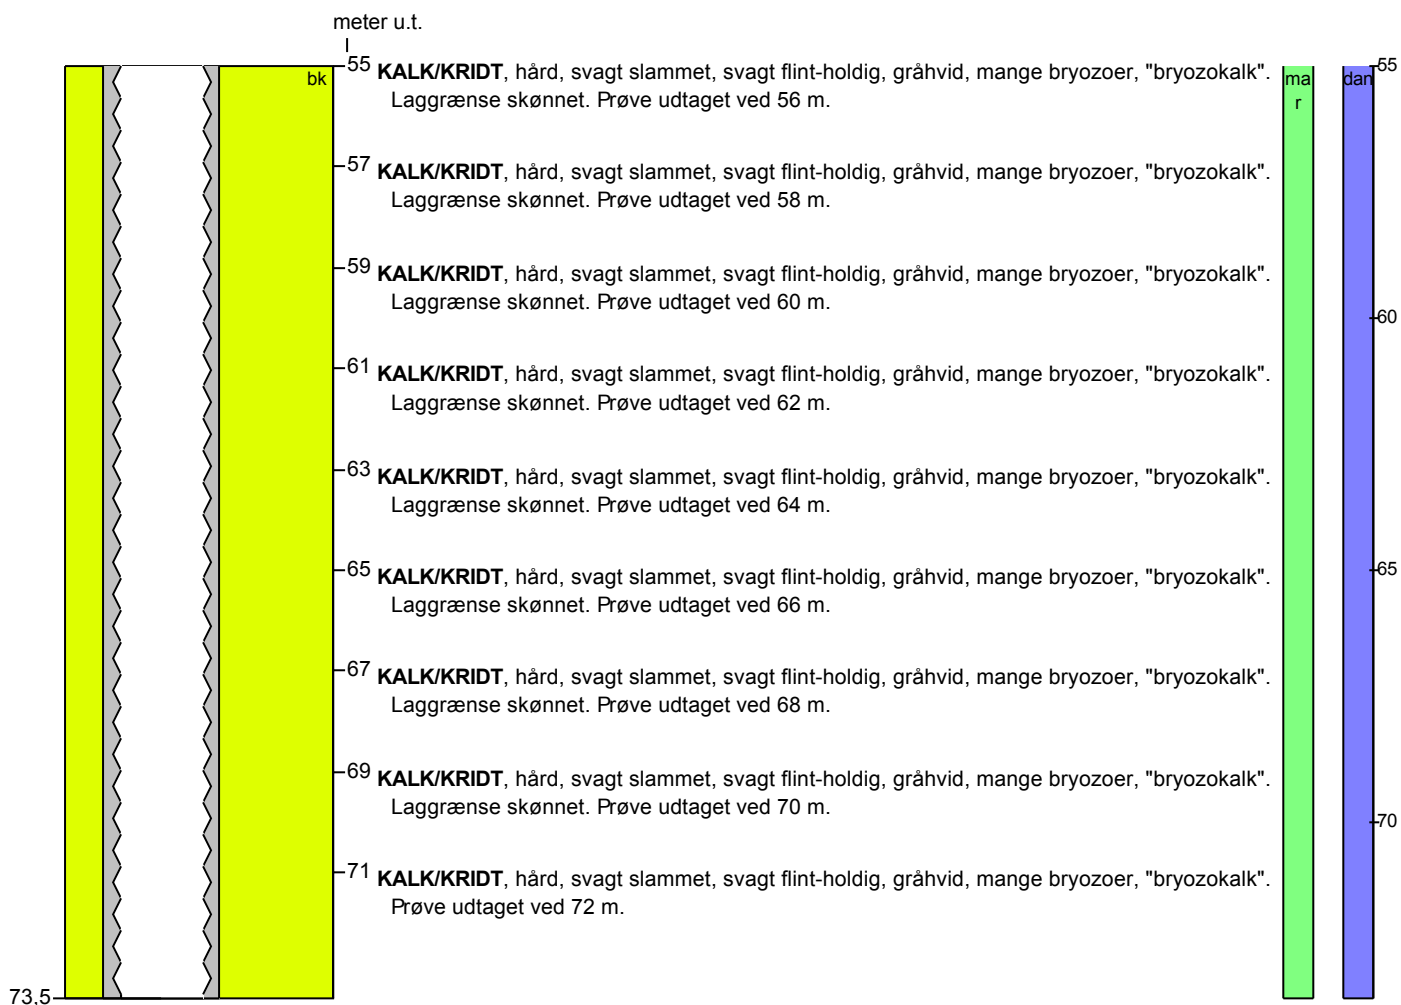 meter u.t.
55 KALK/KRIDT, hård, svagt slammet, svagt flint-holdig, gråhvid, mange bryozoer, "bryozokalk".
Laggrænse skønnet. Prøve udtaget ved 56 m.
57 KALK/KRIDT, hård, svagt slammet, svagt flint-holdig, gråhvid, mange bryozoer, "bryozokalk".
Laggrænse skønnet. Prøve udtaget ved 58 m.
59 KALK/KRIDT, hård, svagt slammet, svagt flint-holdig, gråhvid, mange bryozoer, "bryozokalk".
Laggrænse skønnet. Prøve udtaget ved 60 m.
61 KALK/KRIDT, hård, svagt slammet, svagt flint-holdig, gråhvid, mange bryozoer, "bryozokalk".
Laggrænse skønnet. Prøve udtaget ved 62 m.
63 KALK/KRIDT, hård, svagt slammet, svagt flint-holdig, gråhvid, mange bryozoer, "bryozokalk".
Laggrænse skønnet. Prøve udtaget ved 64 m.
65 KALK/KRIDT, hård, svagt slammet, svagt flint-holdig, gråhvid, mange bryozoer, "bryozokalk".
Laggrænse skønnet. Prøve udtaget ved 66 m.
67 KALK/KRIDT, hård, svagt slammet, svagt flint-holdig, gråhvid, mange bryozoer, "bryozokalk".
Laggrænse skønnet. Prøve udtaget ved 68 m.
69 KALK/KRIDT, hård, svagt slammet, svagt flint-holdig, gråhvid, mange bryozoer, "bryozokalk".
Laggrænse skønnet. Prøve udtaget ved 70 m.
71 KALK/KRIDT, hård, svagt slammet, svagt flint-holdig, gråhvid, mange bryozoer, "bryozokalk".
Prøve udtaget ved 72 m.
bk
73,5
ma
r
dan
55
60
65
70